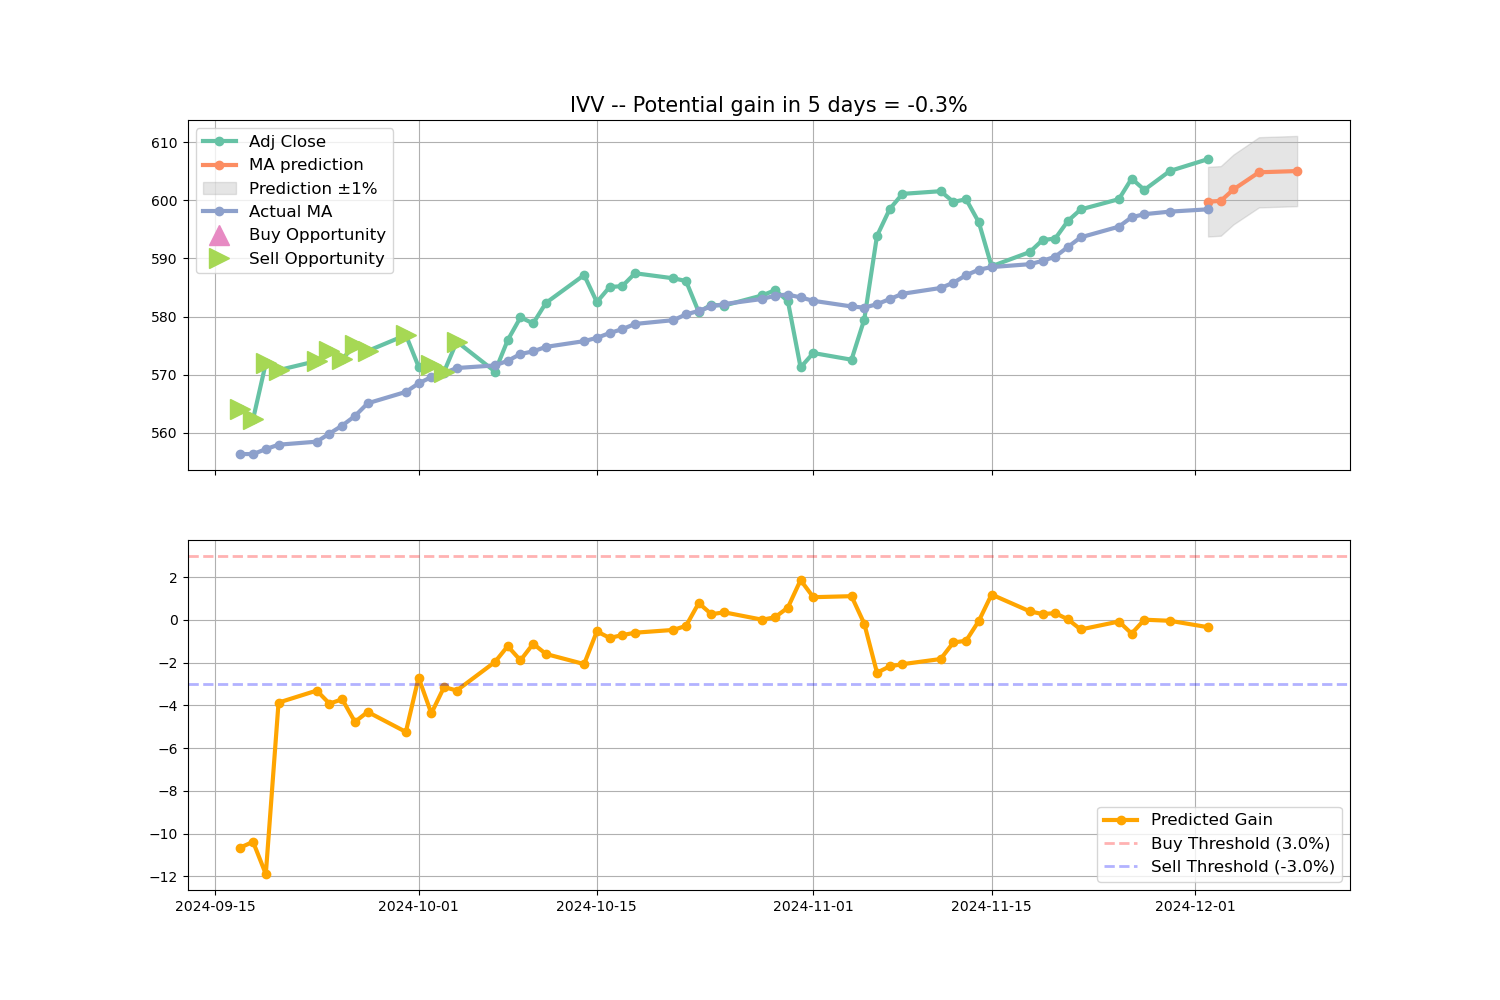 IVV -- Potential gain in 5 days = -0.3%
610
600
590
580
570
560
Adj Close
MA prediction
Prediction ±1%
Actual MA
Buy Opportunity
Sell Opportunity
2
0
−2
−4
−6
−8
−10
−12
Predicted Gain
Buy Threshold (3.0%)
Sell Threshold (-3.0%)
2024-09-15
2024-10-01
2024-10-15
2024-11-01
2024-11-15
2024-12-01